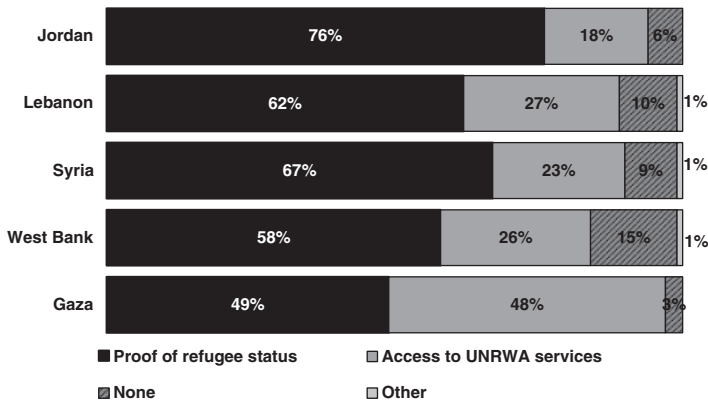 Jordan 76% 18% 6%
Lebanon 62% 27% 10% 1%
Syria 67% 23% 9% 1%
West Bank 58% 26% 15% 1%
Gaza 49% 48% 3%
Proof of refugee status Access to UNRWA services
None Other